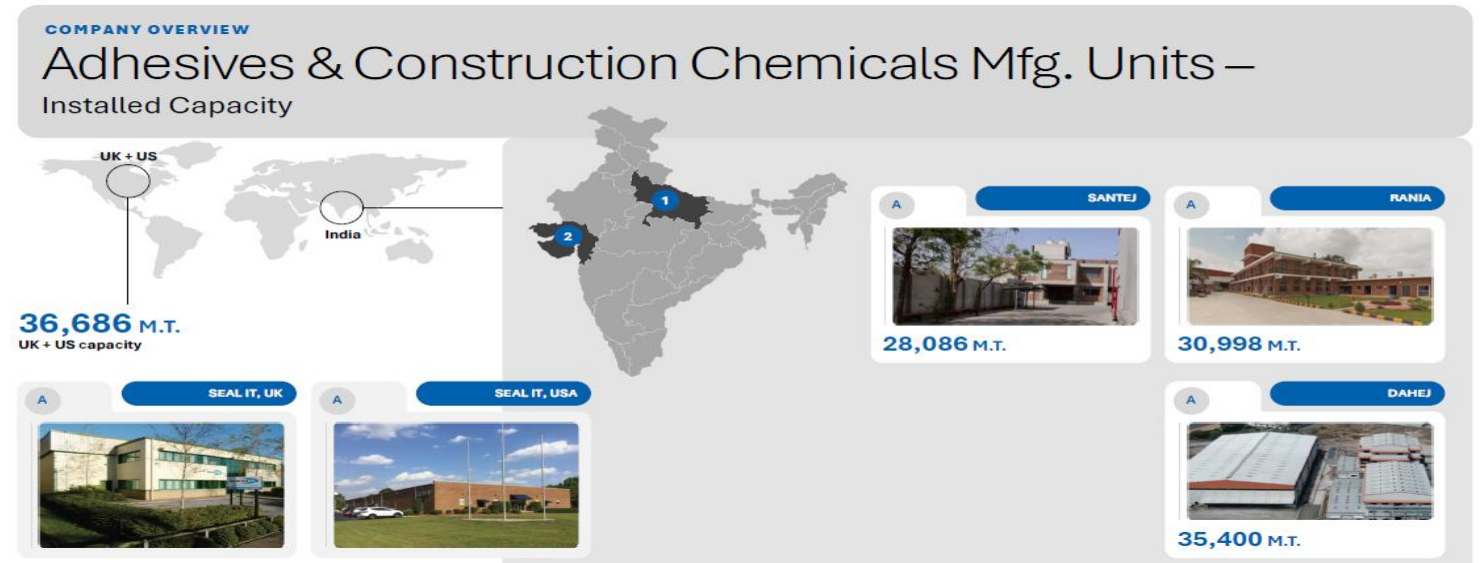 COMPANY OVERVIEW
Adhesives & Construction Chemicals Mfg. Units –
Installed Capacity
UK + US
India
1
2
36,686 M.T.
UK + US capacity
A SANTEJ
28,086 M.T.
A RANIA
30,998 M.T.
A SEAL IT, UK
A SEAL IT, USA
A DAHEJ
35,400 M.T.